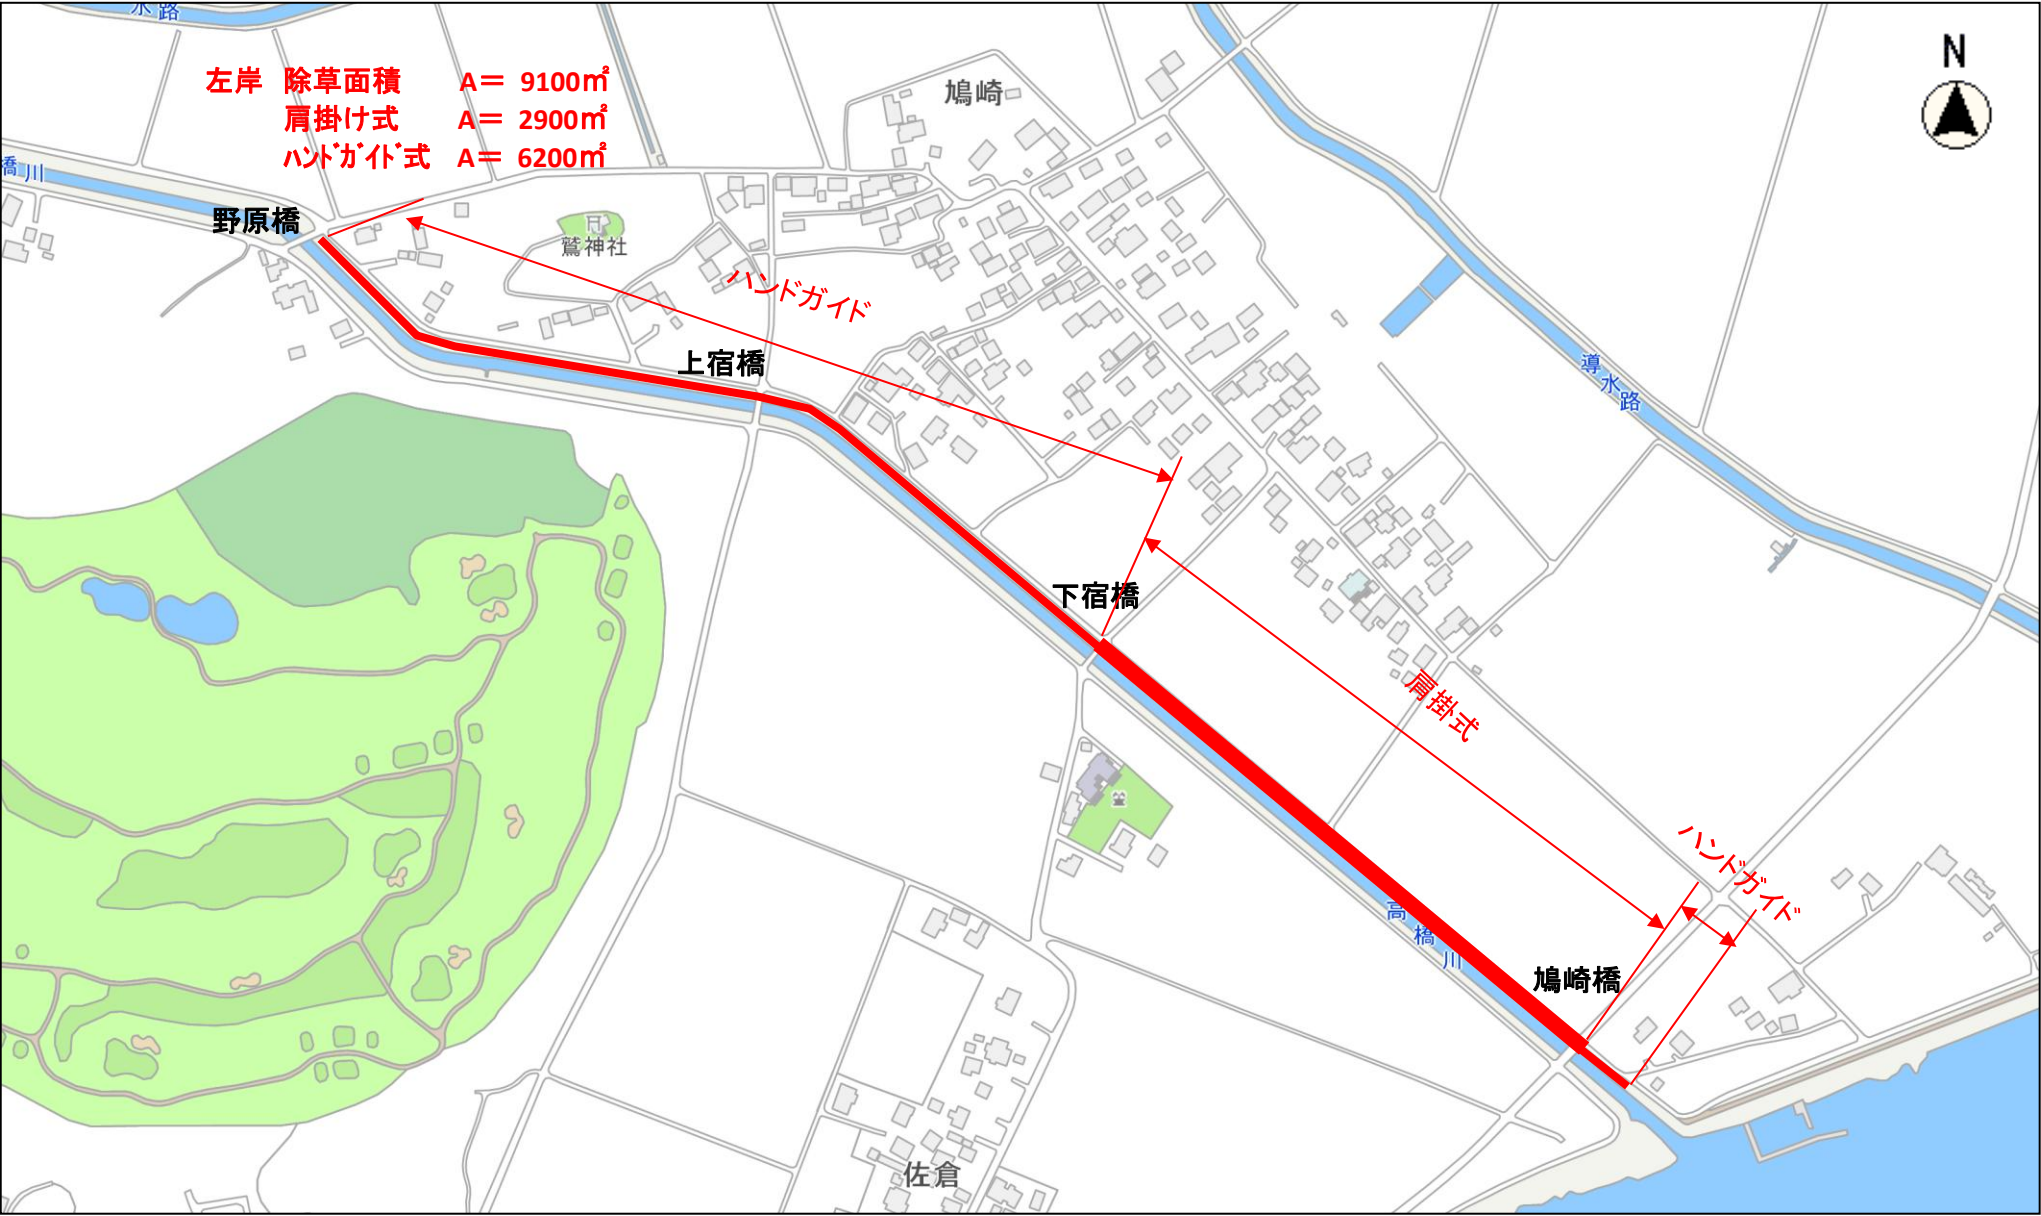 水路
N
左岸 除草面積 A＝ 9100㎡
肩掛け式 A＝ 2900㎡
ﾊﾝﾄﾞｶﾞｲﾄﾞ式 A＝ 6200㎡
鳩崎
橋川
野原橋
鷲神社
ハンドガイド
上宿橋
導水路
下宿橋
肩掛式
ハンドガイド
高橋川
鳩崎橋
佐倉